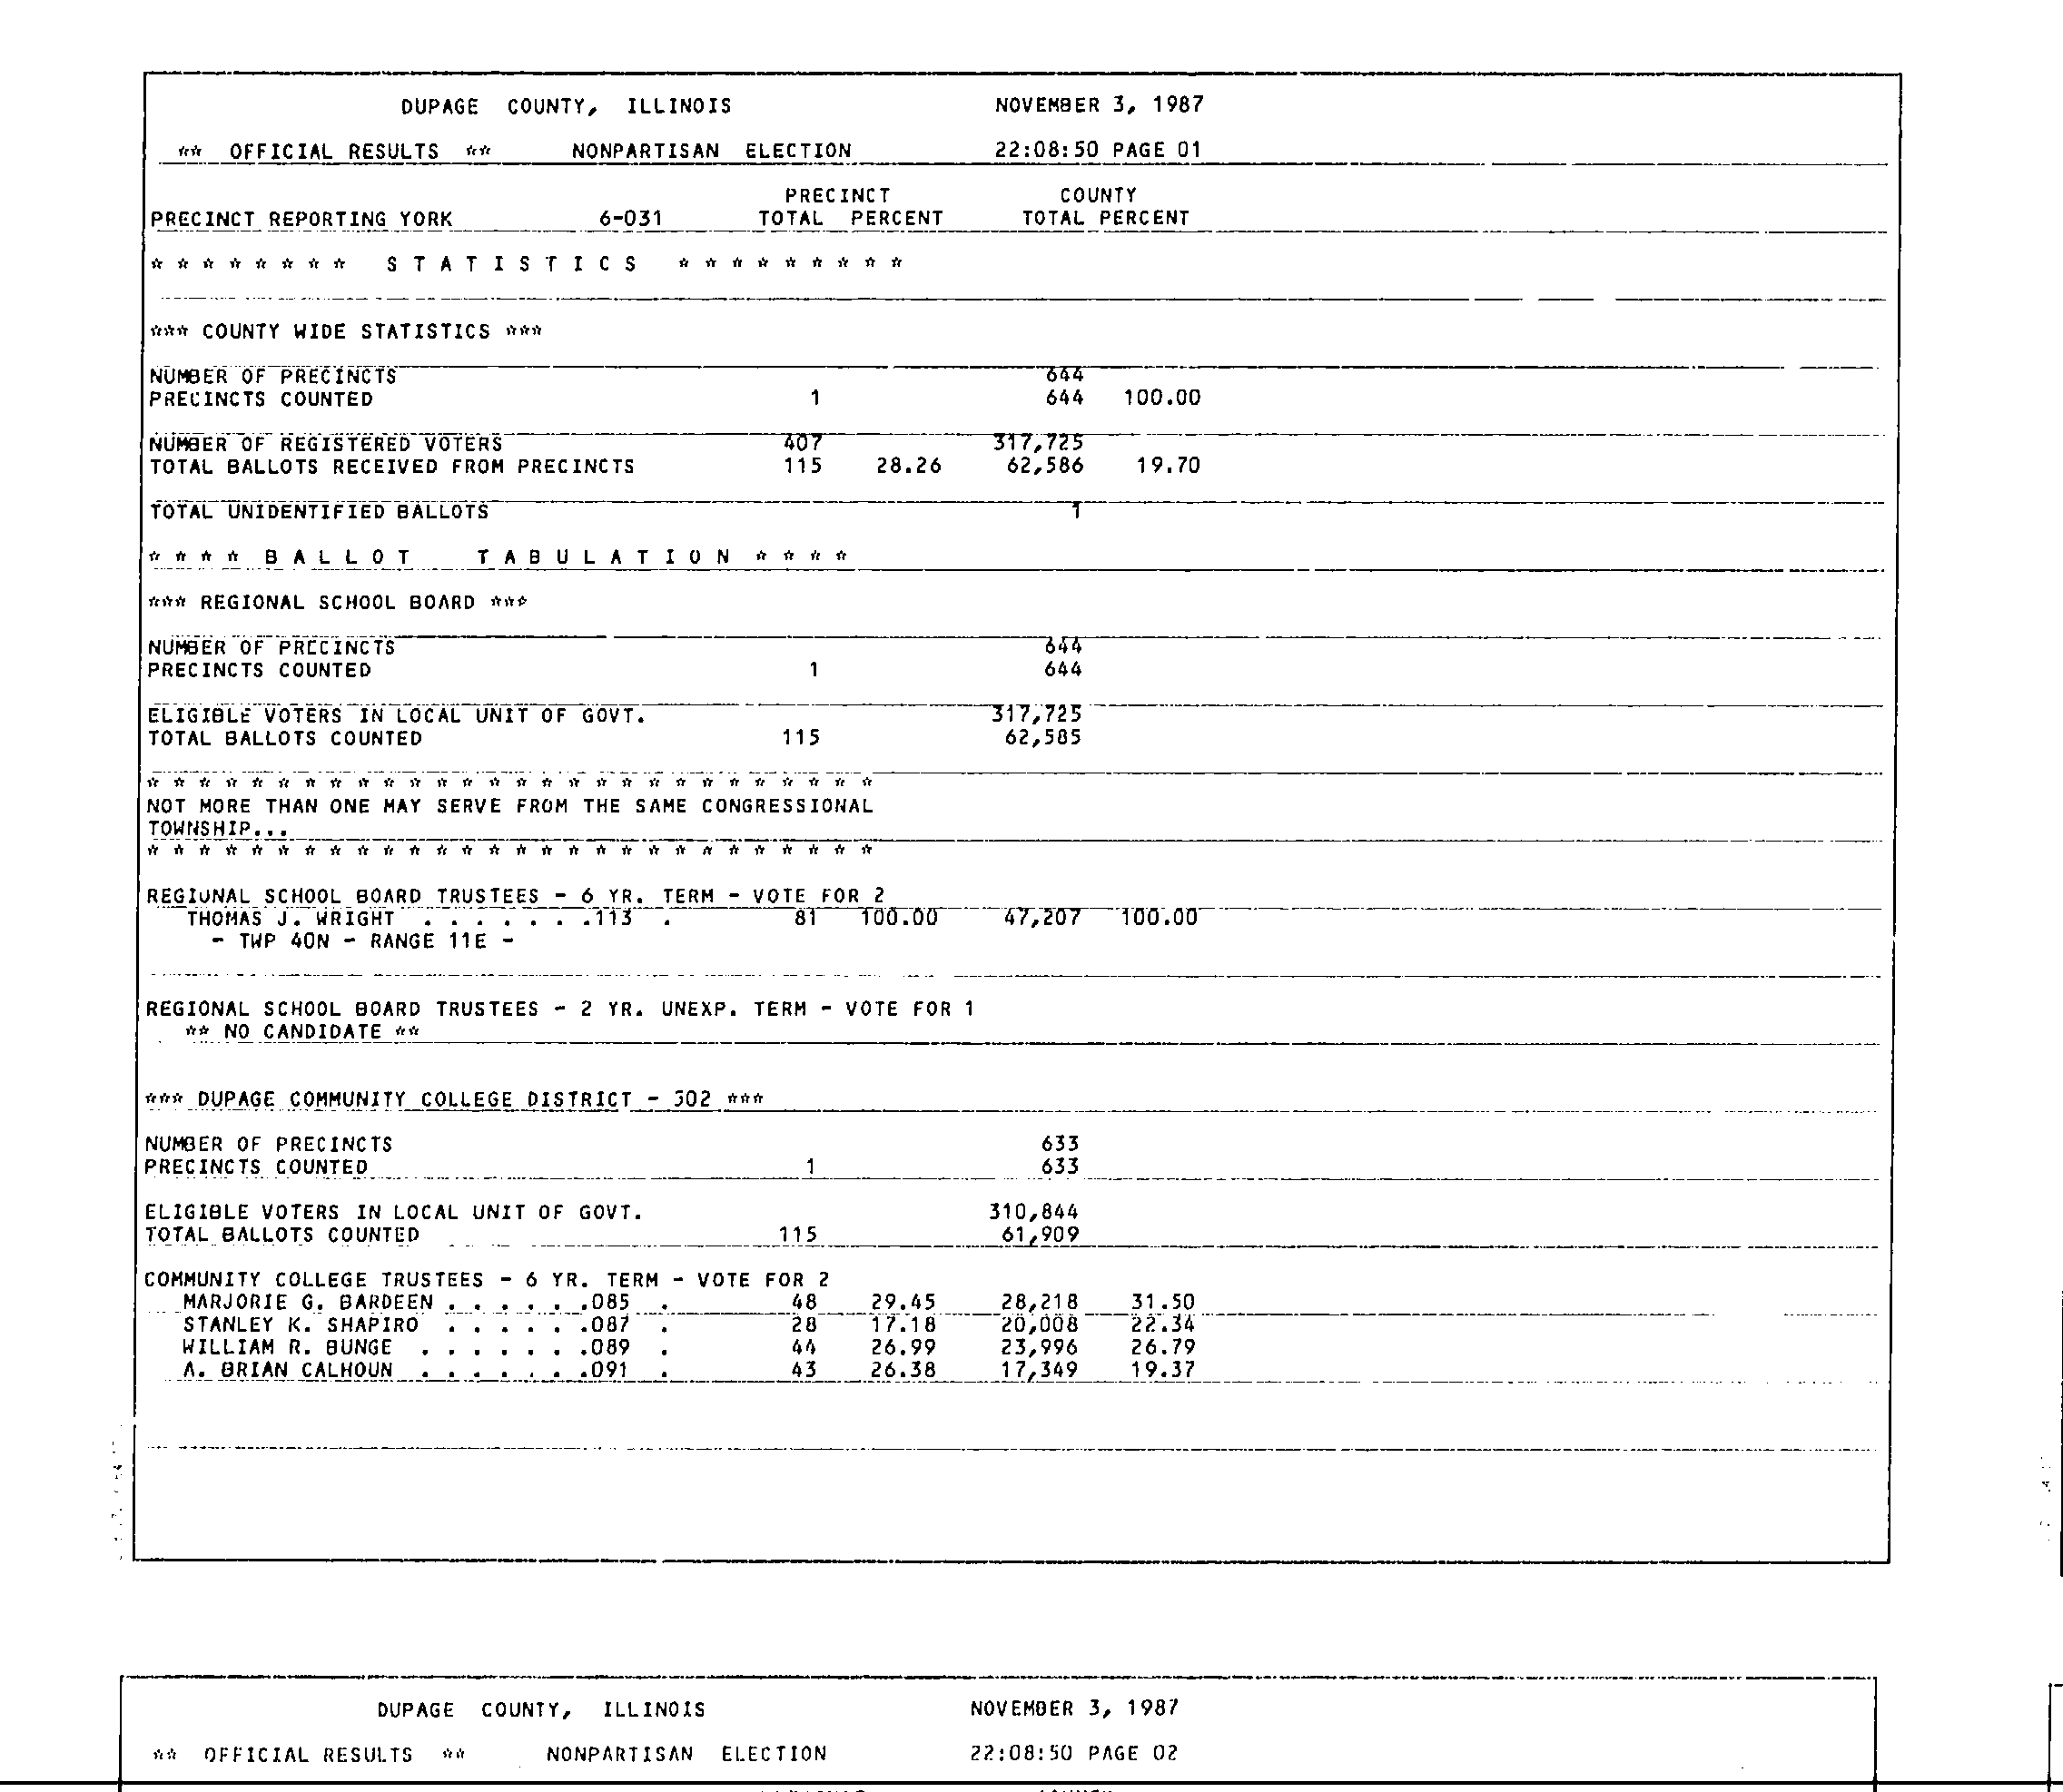 DUPAGE COUNTY, ILLINOIS NOVEMBER 3, 1987
** OFFICIAL RESULTS ** NONPARTISAN ELECTION 22:08:50 PAGE 01
PRECINCT COUNTY
PRECINCT REPORTING YORK 6-031 TOTAL PERCENT TOTAL PERCENT
* * * * * * * * S T A T I S T I C S * * * * * * * * *
*** COUNTY WIDE STATISTICS ***
NUMBER OF PRECINCTS 644
PRECINCTS COUNTED 1 644 100.00
NUMBER OF REGISTERED VOTERS 407 317,725
TOTAL BALLOTS RECEIVED FROM PRECINCTS 115 28.26 62,586 19.70
TOTAL UNIDENTIFIED BALLOTS 1
* * * * B A L L O T T A B U L A T I O N * * * *
*** REGIONAL SCHOOL BOARD ***
NUMBER OF PRECINCTS 644
PRECINCTS COUNTED 1 644
ELIGIBLE VOTERS IN LOCAL UNIT OF GOVT. 317,725
TOTAL BALLOTS COUNTED 115 62,585
* * * * * * * * * * * * * * * * * * * * * * * * * * * *
NOT MORE THAN ONE MAY SERVE FROM THE SAME CONGRESSIONAL
TOWNSHIP...
* * * * * * * * * * * * * * * * * * * * * * * * * * * *
REGIONAL SCHOOL BOARD TRUSTEES - 6 YR. TERM - VOTE FOR 2
THOMAS J. WRIGHT . . . . . . .113 . 81 100.00 47,207 100.00
- TWP 40N - RANGE 11E -
REGIONAL SCHOOL BOARD TRUSTEES - 2 YR. UNEXP. TERM - VOTE FOR 1
** NO CANDIDATE **
*** DUPAGE COMMUNITY COLLEGE DISTRICT - 502 ***
NUMBER OF PRECINCTS 633
PRECINCTS COUNTED 1 633
ELIGIBLE VOTERS IN LOCAL UNIT OF GOVT. 310,844
TOTAL BALLOTS COUNTED 115 61,909
COMMUNITY COLLEGE TRUSTEES - 6 YR. TERM - VOTE FOR 2
MARJORIE G. BARDEEN . . . . . .085 . 48 29.45 28,218 31.50
STANLEY K. SHAPIRO . . . . . .087 . 28 17.18 20,008 22.34
WILLIAM R. BUNGE . . . . . . .089 . 44 26.99 23,996 26.79
A. BRIAN CALHOUN . . . . . . .091 . 43 26.38 17,349 19.37
DUPAGE COUNTY, ILLINOIS NOVEMBER 3, 1987
** OFFICIAL RESULTS ** NONPARTISAN ELECTION 22:08:50 PAGE 02